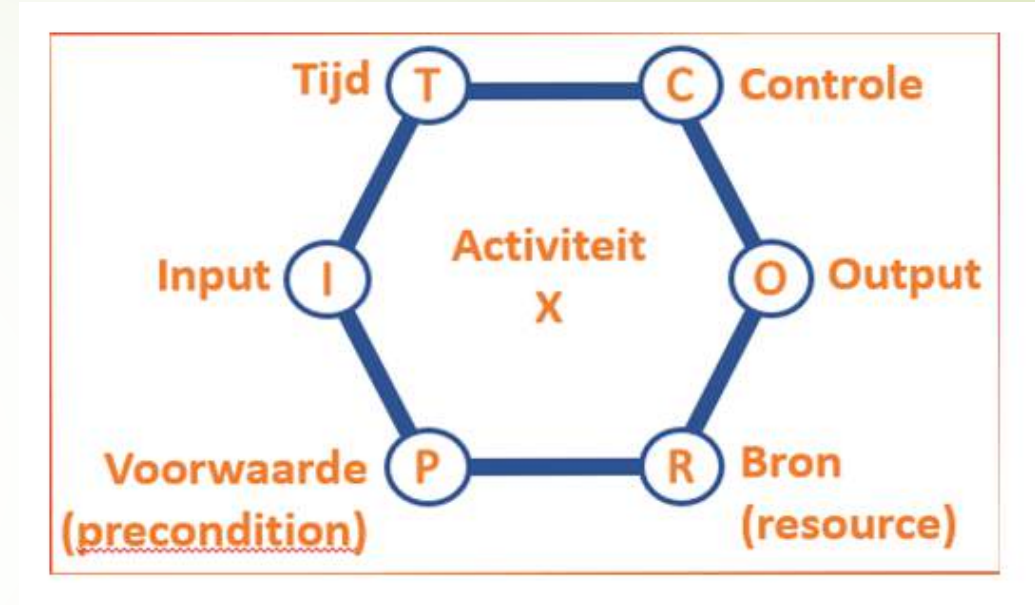 Tijd T C Controle
Activiteit
Input I O Output
X
Voorwaarde P R Bron
(precondition) (resource)